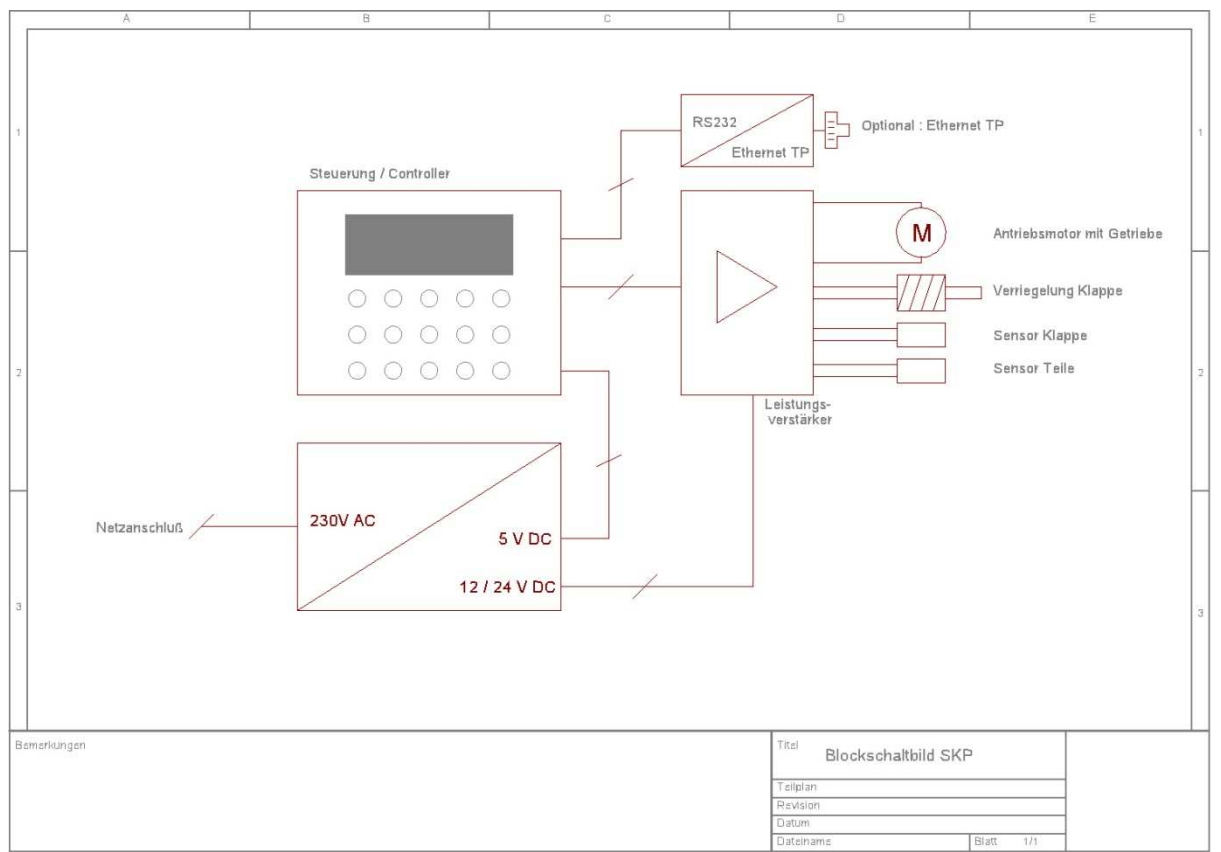 A B C D E
1 1
RS232
Ethernet TP
Optional : Ethernet TP
Steuerung / Controller
M
Antriebsmotor mit Getriebe
Verriegelung Klappe
Sensor Klappe
2 2
Sensor Teile
Leistungs-
verstärker
Netzanschluß
230V AC
5 V DC
12 / 24 V DC
3 3
Bemerkungen
Titel
Blockschaltbild SKP
Teilplan
Revision
Datum
Dateiname
Blatt 1/1